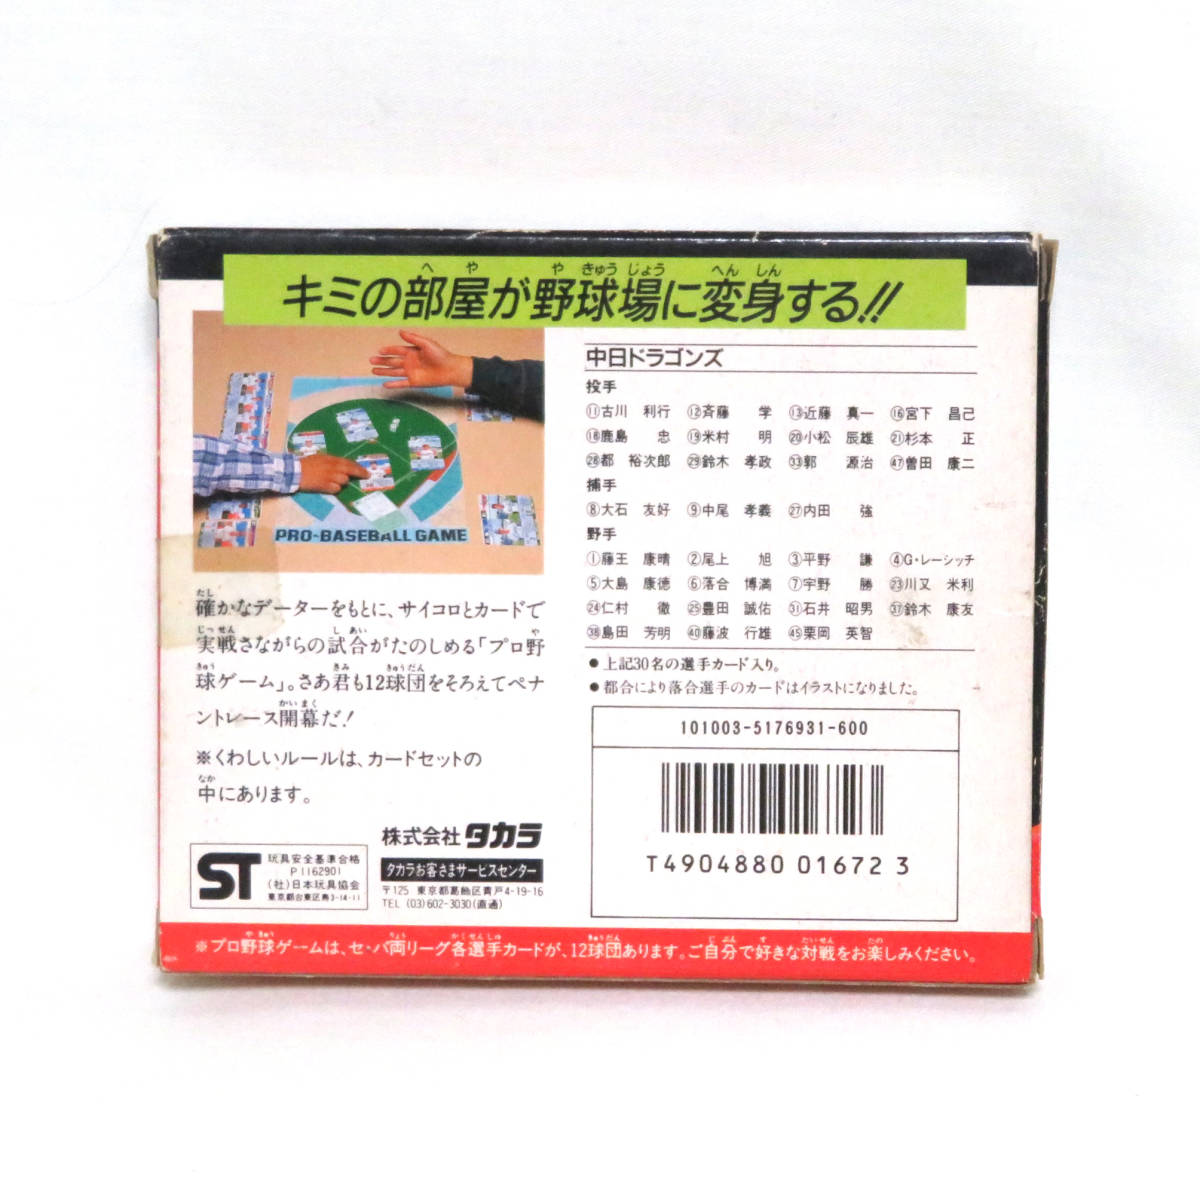 キミの部屋が野球場に変身する!!
PRO-BASEBALL GAME
確かなデーターをもとに、サイコロとカードで
実戦さながらの試合がたのしめる「プロ野
球ゲーム」。さあ君も12球団をそろえてペナ
ントレース開幕だ!
※くわしいルールは、カードセットの
中にあります。
株式会社 タカラ
タカラお客さまサービスセンター
〒125 東京都葛飾区青戸4-19-16
TEL (03)602-3030(直通)
ST
玩具安全基準合格
P1162901
(社)日本玩具協会
東京都台東区寿3-14-11
中日ドラゴンズ
投手
⑪古川 利行 ⑫斉藤 学 ⑬近藤 真一 ⑯宮下 昌己
⑱鹿島 忠 ⑲米村 明 ⑳小松 辰雄 ㉑杉本 正
㉘都 裕次郎 ㉙鈴木 孝政 ㉝郭 源治 ㊼曽田 康二
捕手
⑧大石 友好 ⑨中尾 孝義 ㉗内田 強
野手
①藤王 康晴 ②尾上 旭 ③平野 謙 ④G・レーシッチ
⑤大島 康徳 ⑥落合 博満 ⑦宇野 勝 ㉓川又 米利
㉔仁村 徹 ㉕豊田 誠佑 ㉛石井 昭男 ㊲鈴木 康友
㊳島田 芳明 ㊵藤波 行雄 ㊺栗岡 英智
●上記30名の選手カード入り。
●都合により落合選手のカードはイラストになりました。
101003-5176931-600
T4904880 01672 3
※プロ野球ゲームは、セ・パ両リーグ各選手カードが、12球団あります。ご自分で好きな対戦をお楽しみください。